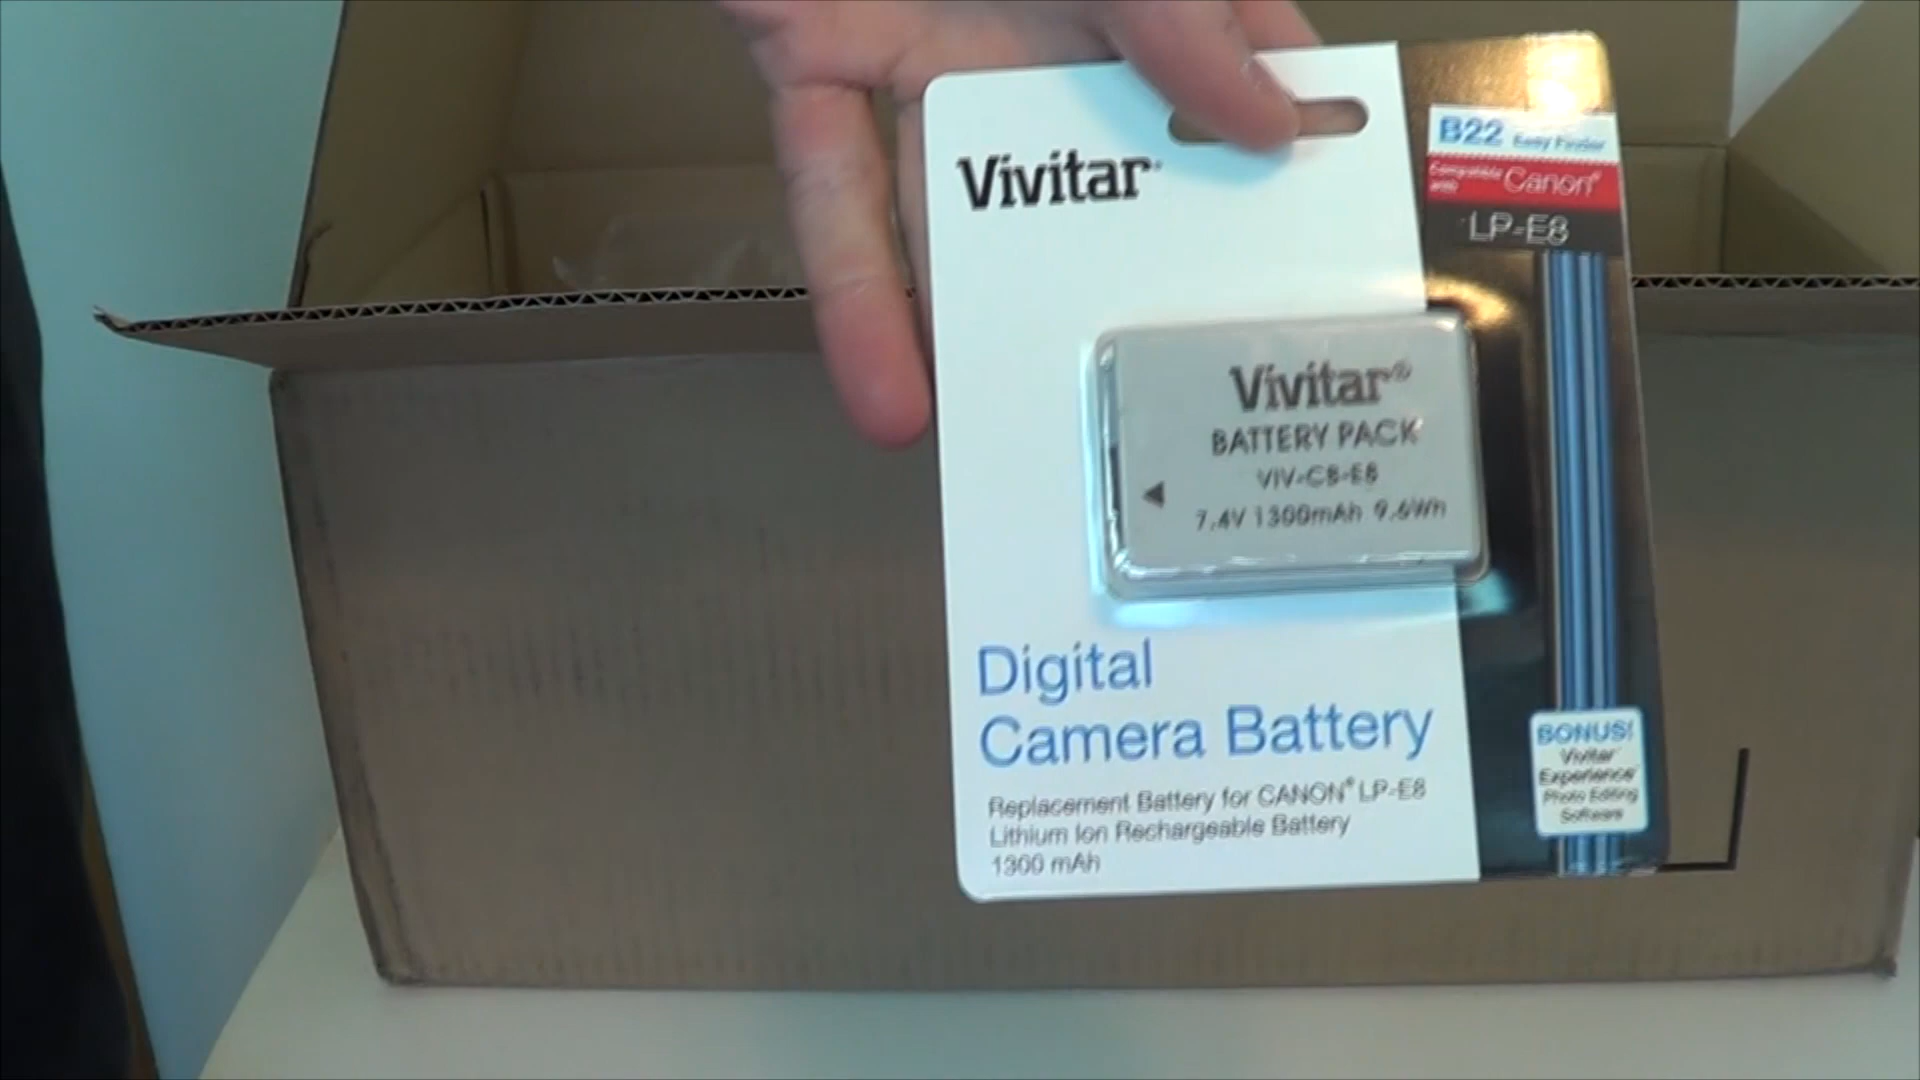 Vivitar
B22 Easy Finder
Compatible with Canon®
LP-E8
Vivitar®
BATTERY PACK
VIV-CB-E8
7.4V 1300mAh 9.6Wh
Digital
Camera Battery
Replacement Battery for CANON® LP-E8
Lithium Ion Rechargeable Battery
1300 mAh
BONUS!
Vivitar
Experience
Photo Editing
Software